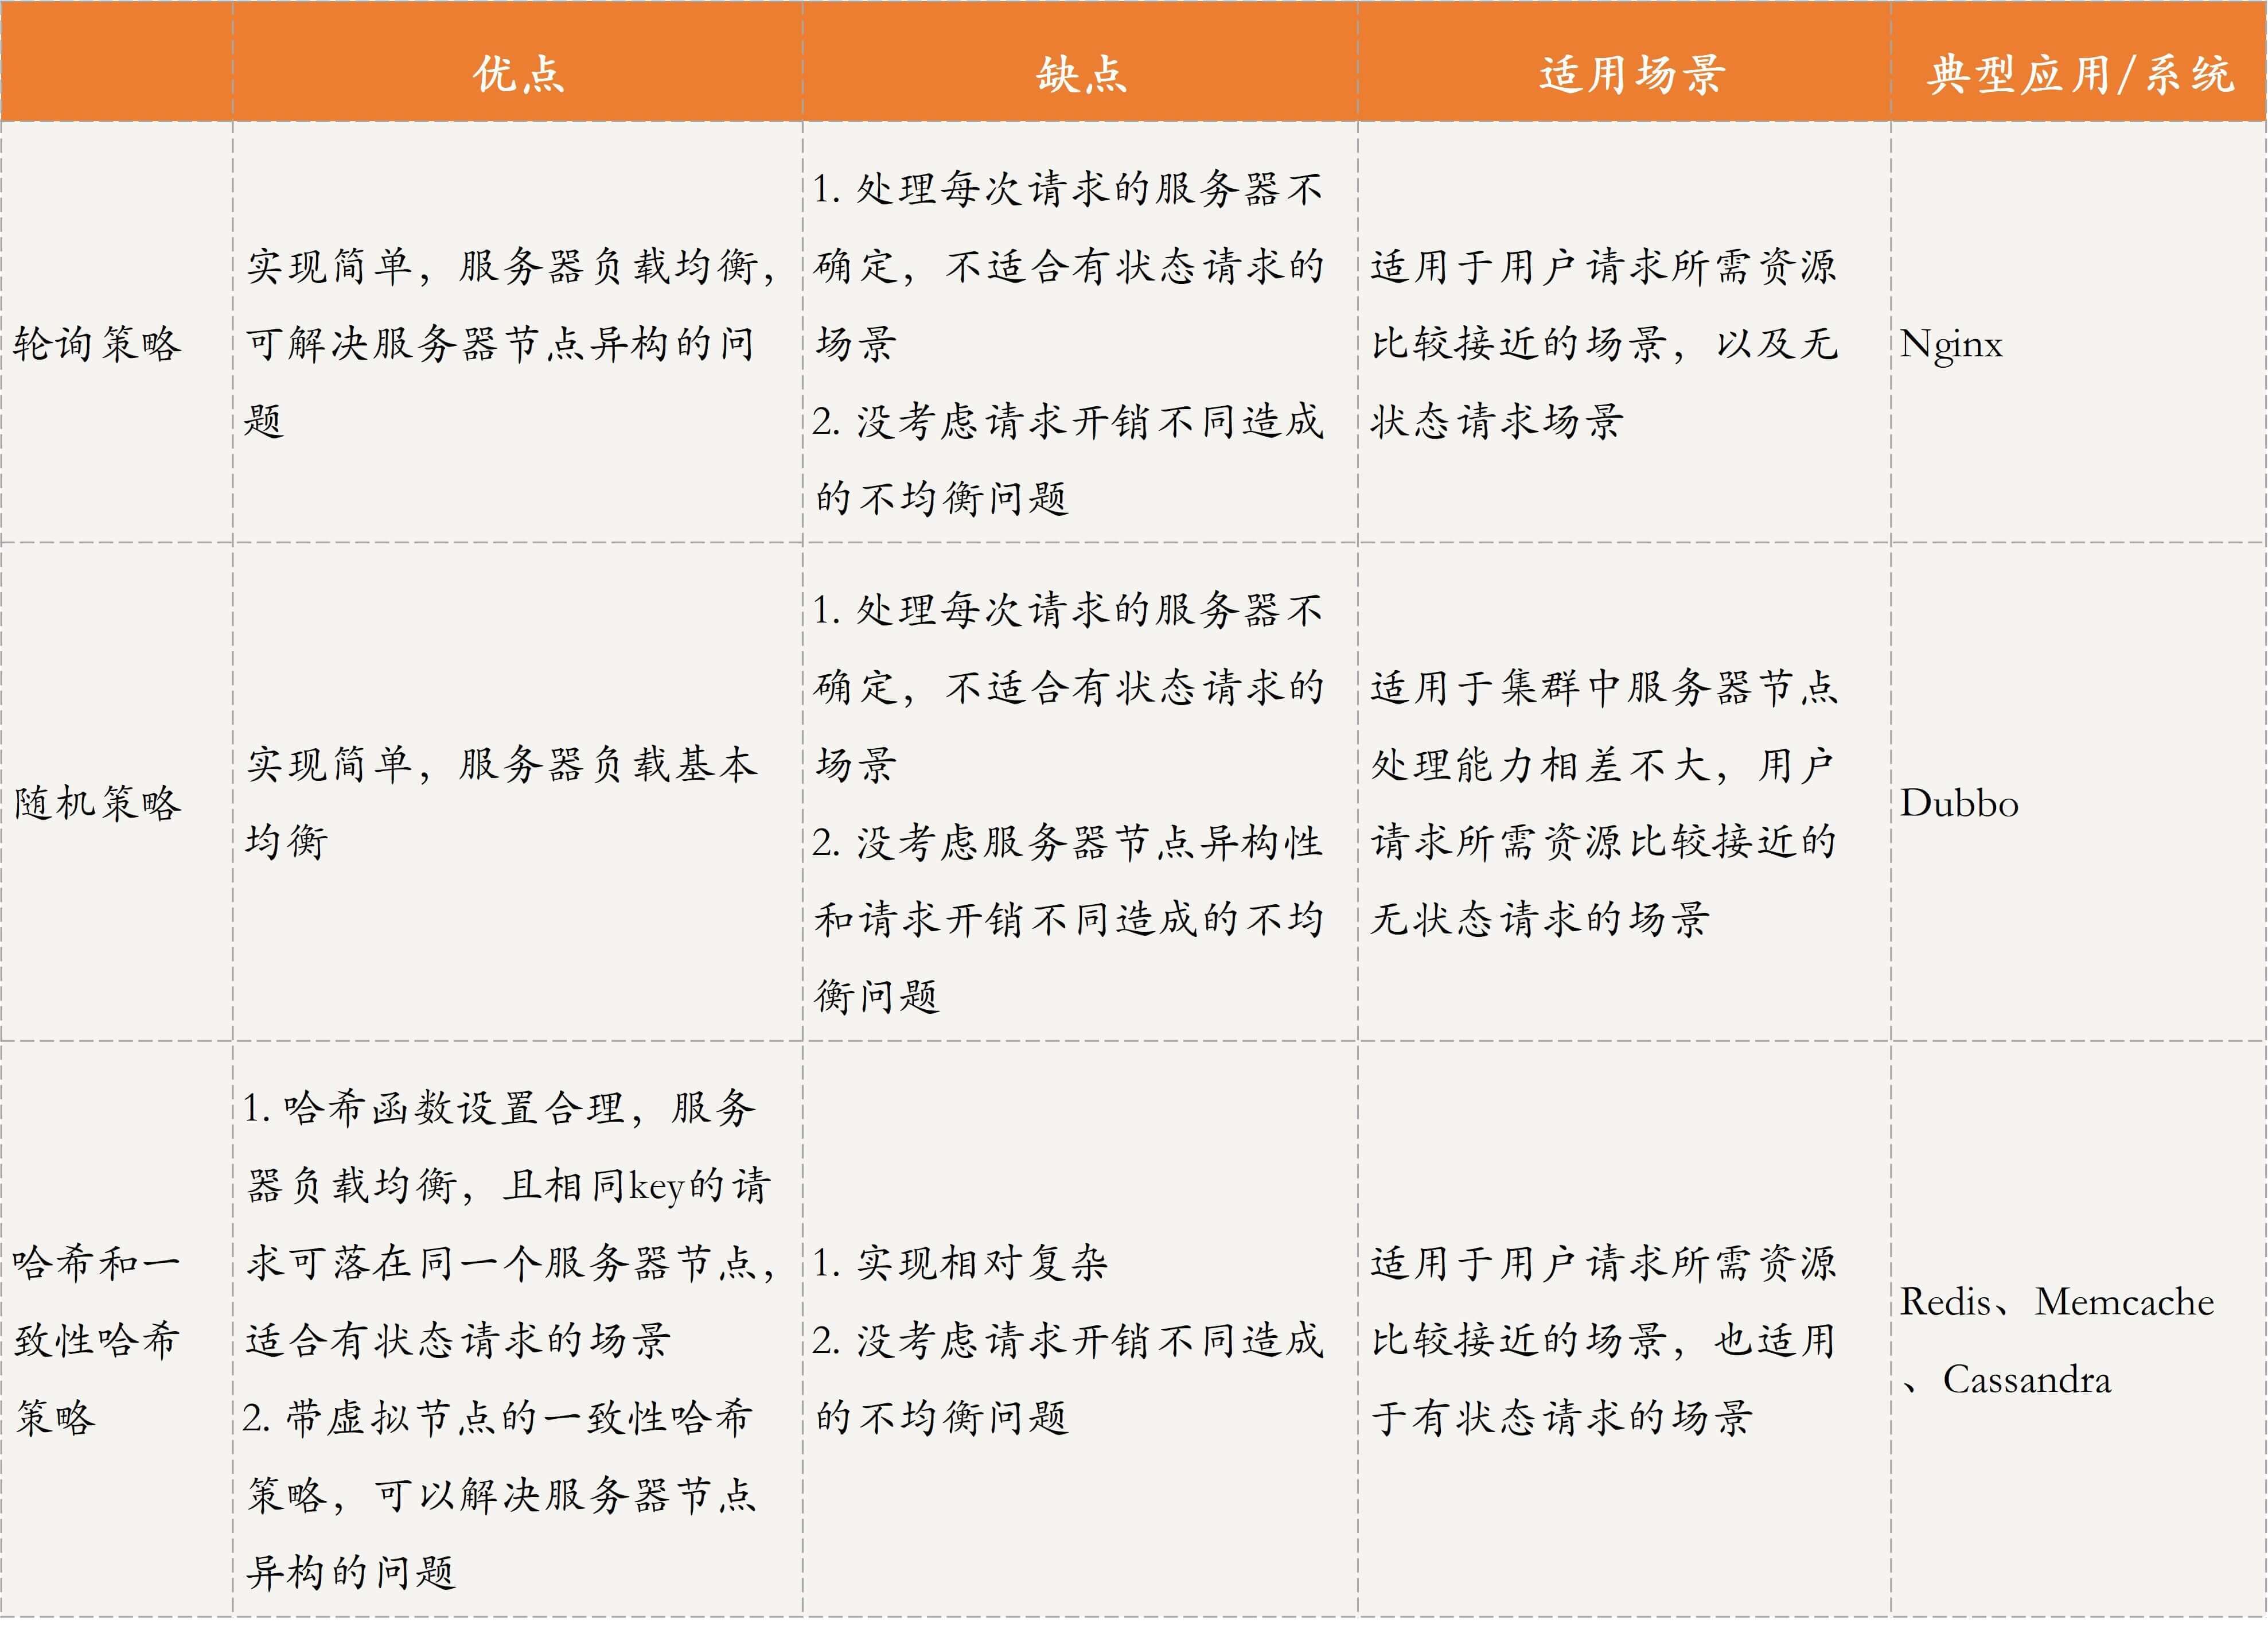 优点
缺点
适用场景
典型应用/系统
轮询策略
实现简单，服务器负载均衡，
可解决服务器节点异构的问
题
1. 处理每次请求的服务器不
确定，不适合有状态请求的
场景
2. 没考虑请求开销不同造成
的不均衡问题
适用于用户请求所需资源
比较接近的场景，以及无
状态请求场景
Nginx
随机策略
实现简单，服务器负载基本
均衡
1. 处理每次请求的服务器不
确定，不适合有状态请求的
场景
2. 没考虑服务器节点异构性
和请求开销不同造成的不均
衡问题
适用于集群中服务器节点
处理能力相差不大，用户
请求所需资源比较接近的
无状态请求的场景
Dubbo
哈希和一
致性哈希
策略
1. 哈希函数设置合理，服务
器负载均衡，且相同key的请
求可落在同一个服务器节点，
适合有状态请求的场景
2. 带虚拟节点的一致性哈希
策略，可以解决服务器节点
异构的问题
1. 实现相对复杂
2. 没考虑请求开销不同造成
的不均衡问题
适用于用户请求所需资源
比较接近的场景，也适用
于有状态请求的场景
Redis、Memcache
、Cassandra